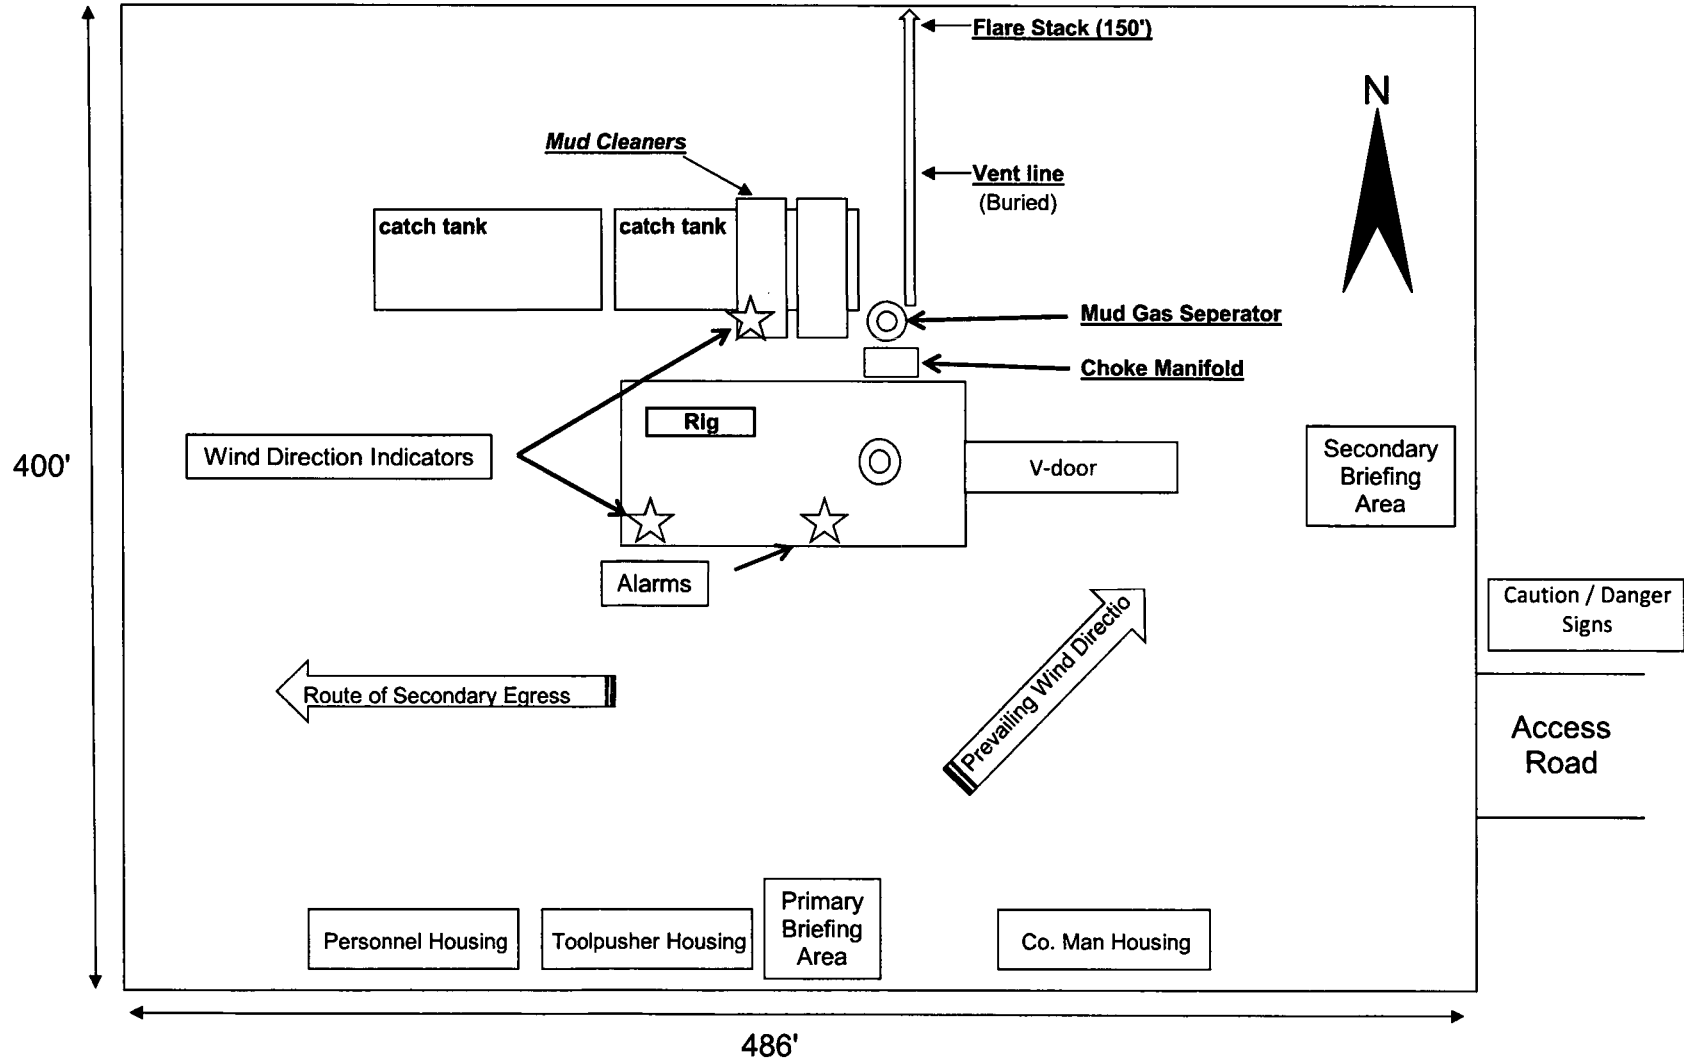 Flare Stack (150')
N
Mud Cleaners
Vent line
(Buried)
catch tank
catch tank
Mud Gas Seperator
Choke Manifold
Rig
Wind Direction Indicators
400'
V-door
Secondary
Briefing
Area
Alarms
Caution / Danger
Signs
Prevailing Wind Directio
Route of Secondary Egress
Access
Road
Primary
Briefing
Area
Personnel Housing
Toolpusher Housing
Co. Man Housing
486'